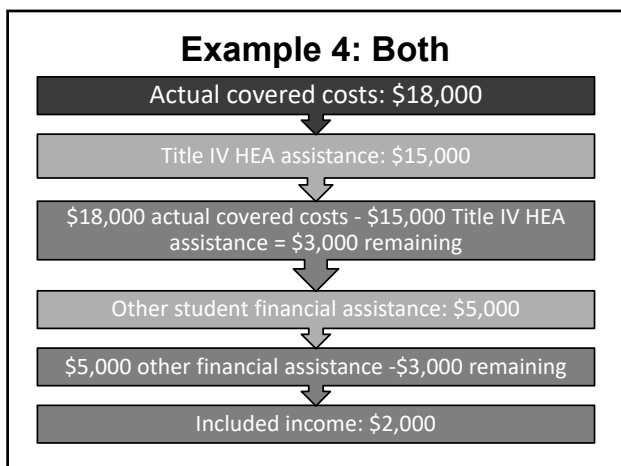 Example 4: Both
Actual covered costs: $18,000
Title IV HEA assistance: $15,000
$18,000 actual covered costs - $15,000 Title IV HEA
assistance = $3,000 remaining
Other student financial assistance: $5,000
$5,000 other financial assistance -$3,000 remaining
Included income: $2,000